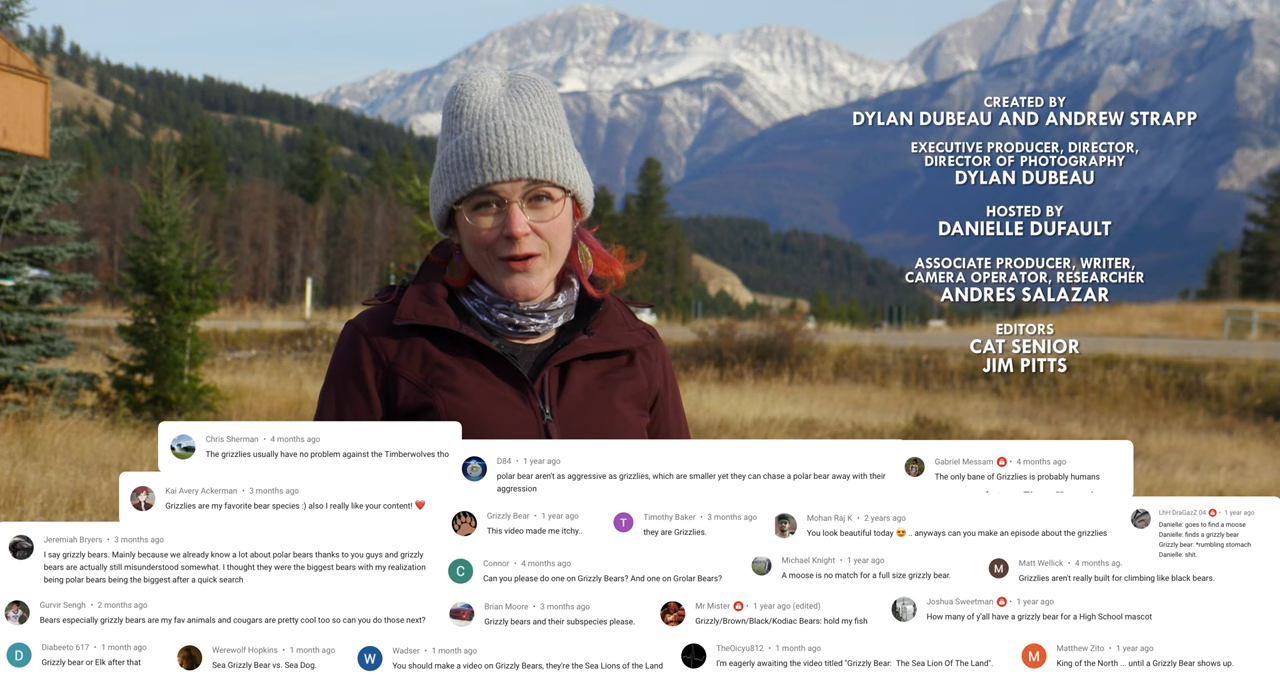 CREATED BY
DYLAN DUBEAU AND ANDREW STRAPP
EXECUTIVE PRODUCER, DIRECTOR,
DIRECTOR OF PHOTOGRAPHY
DYLAN DUBEAU
HOSTED BY
DANIELLE DUFAULT
ASSOCIATE PRODUCER, WRITER,
CAMERA OPERATOR, RESEARCHER
ANDRES SALAZAR
EDITORS
CAT SENIOR
JIM PITTS
Chris Sherman • 4 months ago
The grizzlies usually have no problem against the Timberwolves tho
D84 • 1 year ago
polar bear aren't as aggressive as grizzlies, which are smaller yet they can chase a polar bear away with their
aggression
Gabriel Messam • 4 months ago
The only bane of Grizzlies is probably humans
Kai Avery Ackerman • 3 months ago
Grizzlies are my favorite bear species :) also I really like your content! ❤️
Grizzly Bear • 1 year ago
This video made me itchy..
T
Timothy Baker • 3 months ago
they are Grizzlies.
Mohan Raj K • 2 years ago
You look beautiful today 😍 .. anyways can you make an episode about the grizzlies
LhH DragazZ 04 • 1 year ago
Danielle: goes to find a moose
Danielle: finds a grizzly bear
Grizzly bear: *rumbling stomach
Danielle: shit.
Jeremiah Bryers • 3 months ago
I say grizzly bears. Mainly because we already know a lot about polar bears thanks to you guys and grizzly
bears are actually still misunderstood somewhat. I thought they were the biggest bears with my realization
being polar bears being the biggest after a quick search
C
Connor • 4 months ago
Can you please do one on Grizzly Bears? And one on Grolar Bears?
Michael Knight • 1 year ago
A moose is no match for a full size grizzly bear.
M
Matt Wellick • 4 months ag.
Grizzlies aren't really built for climbing like black bears.
Gurvir Sengh • 2 months ago
Bears especially grizzly bears are my fav animals and cougars are pretty cool too so can you do those next?
Brian Moore • 3 months ago
Grizzly bears and their subspecies please.
Mr Mister • 1 year ago (edited)
Grizzly/Brown/Black/Kodiac Bears: hold my fish
Joshua Sweetman • 1 year ago
How many of y'all have a grizzly bear for a High School mascot
D
Diabeeto 617 • 1 month ago
Grizzly bear or Elk after that
Werewolf Hopkins • 1 month ago
Sea Grizzly Bear vs. Sea Dog.
W
Wadser • 1 month ago
You should make a video on Grizzly Bears, they're the Sea Lions of the Land
TheOicyu812 • 1 month ago
I'm eagerly awaiting the video titled "Grizzly Bear: The Sea Lion Of The Land".
M
Matthew Zito • 1 year ago
King of the North ... until a Grizzly Bear shows up.